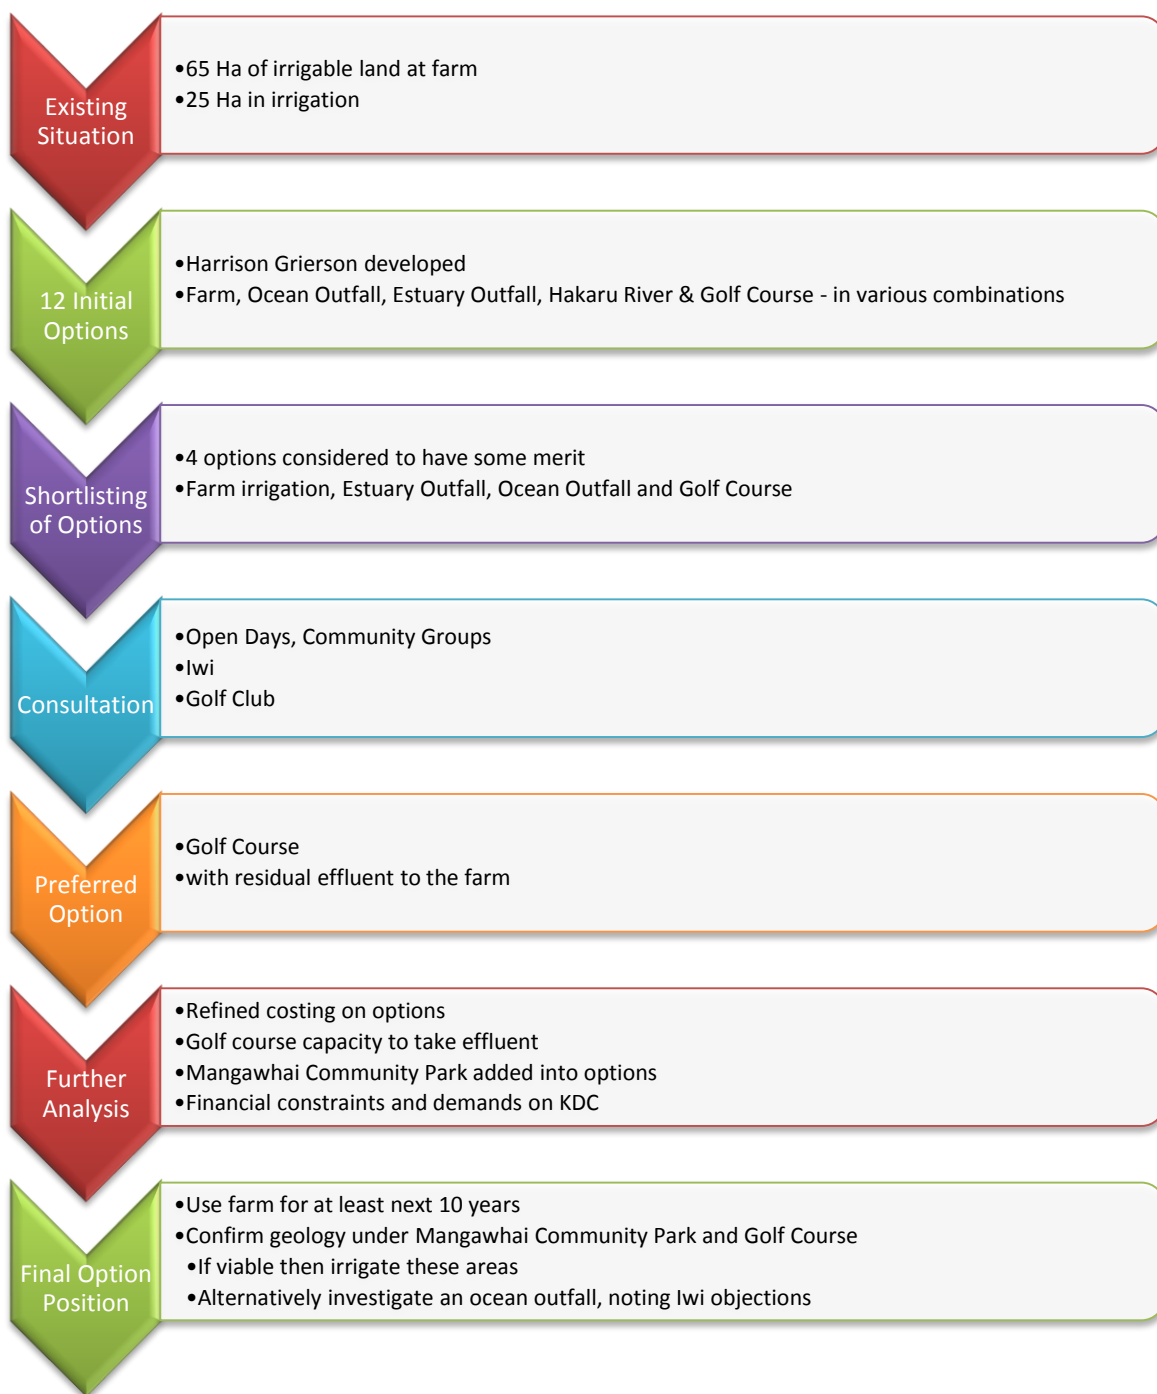 Existing
Situation
•65 Ha of irrigable land at farm
•25 Ha in irrigation
12 Initial
Options
•Harrison Grierson developed
•Farm, Ocean Outfall, Estuary Outfall, Hakaru River & Golf Course - in various combinations
Shortlisting
of Options
•4 options considered to have some merit
•Farm irrigation, Estuary Outfall, Ocean Outfall and Golf Course
Consultation
•Open Days, Community Groups
•Iwi
•Golf Club
Preferred
Option
•Golf Course
•with residual effluent to the farm
Further
Analysis
•Refined costing on options
•Golf course capacity to take effluent
•Mangawhai Community Park added into options
•Financial constraints and demands on KDC
Final Option
Position
•Use farm for at least next 10 years
•Confirm geology under Mangawhai Community Park and Golf Course
•If viable then irrigate these areas
•Alternatively investigate an ocean outfall, noting Iwi objections